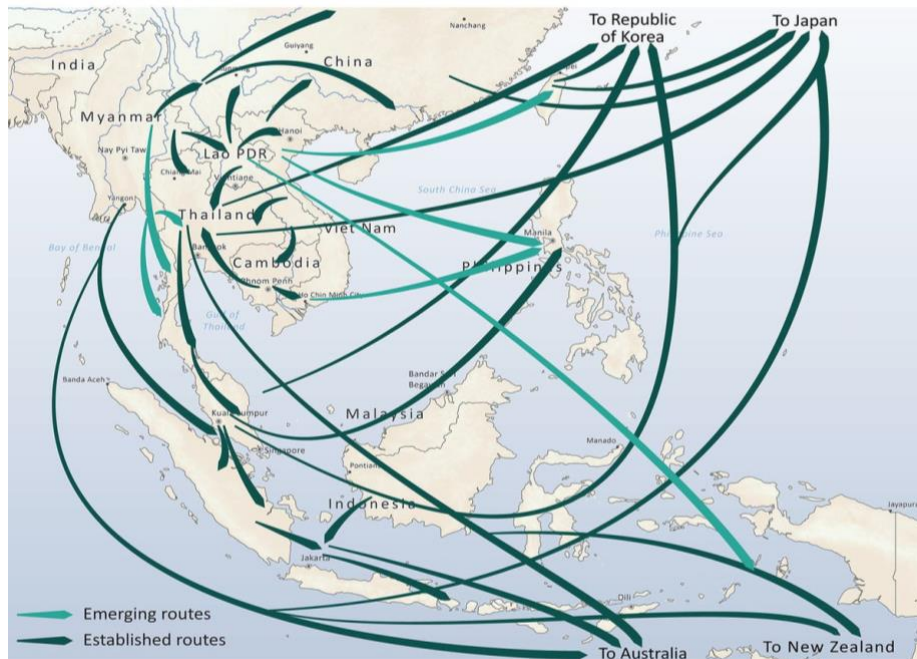 Nanchang
To Republic
of Korea
To Japan
Guiyang
India
China
Myanmar
Hanoi
Nay Pyi Taw
Lao PDR
Chiang Mai
Vientiane
South China Sea
Yangon
Thailand
Viet Nam
Manila
Philippine Sea
Bay of Bengal
Bangkok
Cambodia
Philippines
Phnom Penh
Ho Chin Minh City
Gulf of
Thailand
Banda Aceh
Bandar Seri
Begawan
Malaysia
Kuala Lumpur
Singapore
Manado
Pontianak
Indonesia
Jayapura
Jakarta
Dili
Emerging routes
Established routes
To Australia
To New Zealand